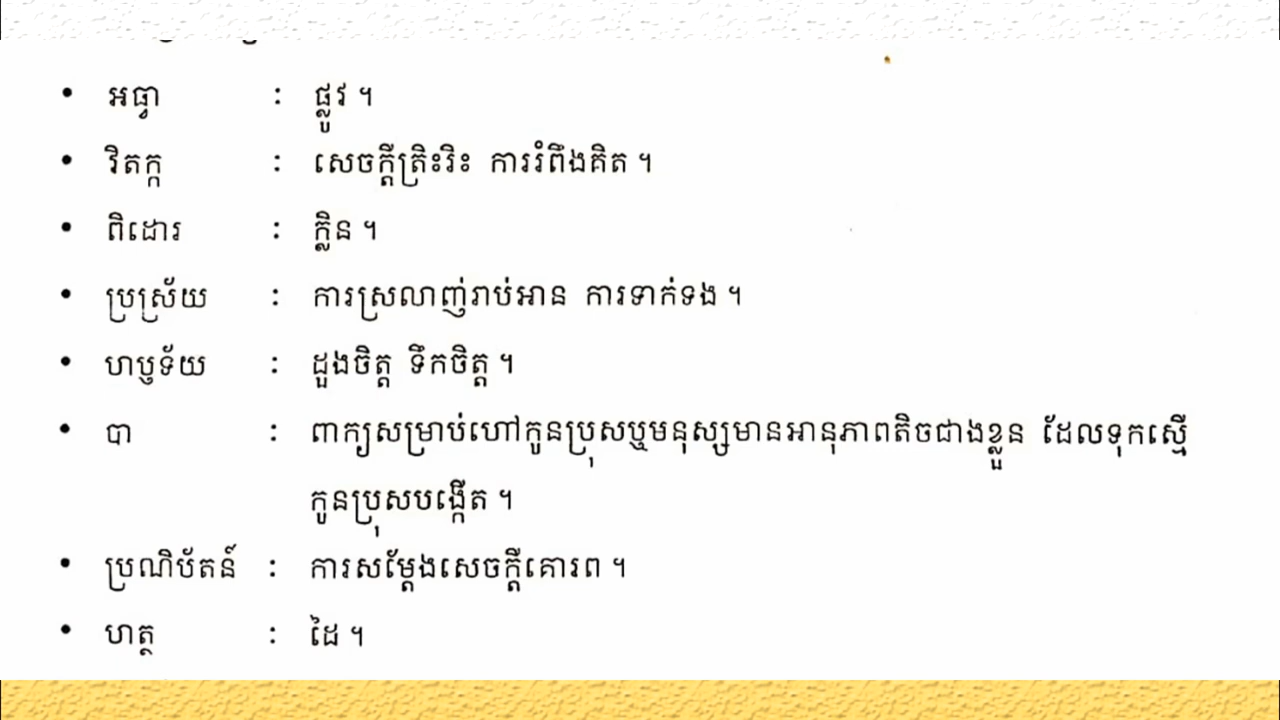 • អធ្វា : ផ្លូវ ។
• វិតក្ក : សេចក្តីត្រិះរិះ ការរំពឹងគិត ។
• ពិដោរ : ក្លិន ។
• ប្រស្រ័យ : ការស្រលាញ់រាប់អាន ការទាក់ទង ។
• ហប្ញទ័យ : ដួងចិត្ត ទឹកចិត្ត ។
• បា : ពាក្យសម្រាប់ហៅកូនប្រុសឬមនុស្សមានអានុភាពតិចជាងខ្លួន ដែលទុកស្មើ
កូនប្រុសបង្កើត ។
• ប្រណិប័តន៍ : ការសម្តែងសេចក្តីគោរព ។
• ហត្ថ : ដៃ ។